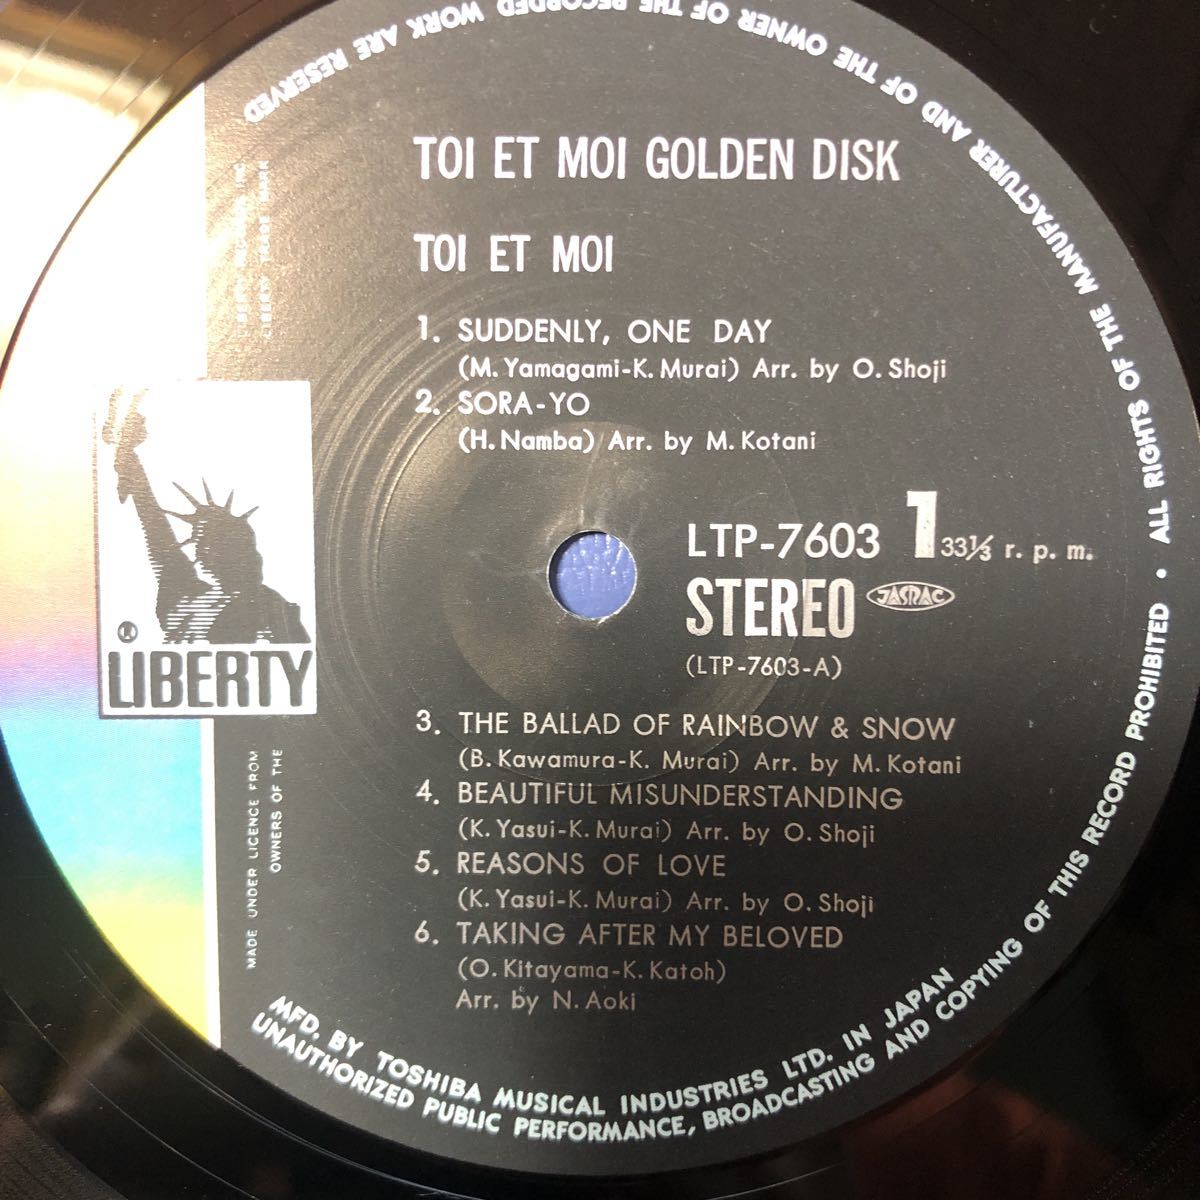 TOI ET MOI GOLDEN DISK
TOI ET MOI
1. SUDDENLY, ONE DAY
(M. Yamagami-K. Murai) Arr. by O. Shoji
2. SORA-YO
(H. Namba) Arr. by M. Kotani
LTP-7603 1 33⅓ r. p. m.
STEREO JASRAC
(LTP-7603-A)
3. THE BALLAD OF RAINBOW & SNOW
(B. Kawamura-K. Murai) Arr. by M. Kotani
4. BEAUTIFUL MISUNDERSTANDING
(K. Yasui-K. Murai) Arr. by O. Shoji
5. REASONS OF LOVE
(K. Yasui-K. Murai) Arr. by O. Shoji
6. TAKING AFTER MY BELOVED
(O. Kitayama-K. Katoh)
Arr. by N. Aoki
® LIBERTY
MADE UNDER LICENCE FROM
OWNERS OF THE
LIBERTY TRADE MARK
MFD. BY TOSHIBA MUSICAL INDUSTRIES LTD. IN JAPAN
ALL RIGHTS OF THE MANUFACTURER AND OF THE OWNER OF THE RECORDED WORK ARE RESERVED
UNAUTHORIZED PUBLIC PERFORMANCE, BROADCASTING AND COPYING OF THIS RECORD PROHIBITED •